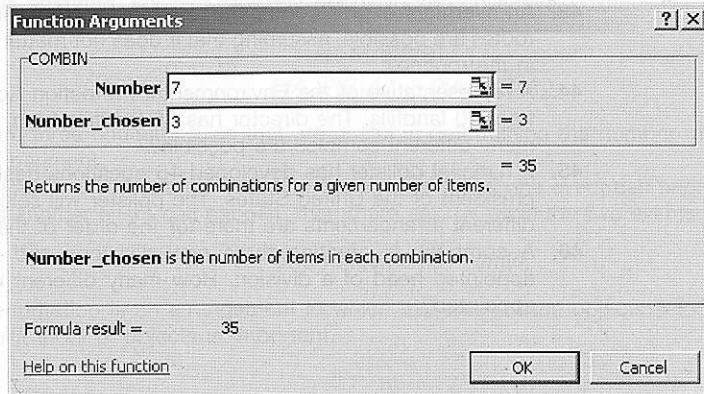 Function Arguments ? ×
COMBIN
Number 7 = 7
Number_chosen 3 = 3
= 35
Returns the number of combinations for a given number of items.
Number_chosen is the number of items in each combination.
Formula result = 35
Help on this function OK Cancel